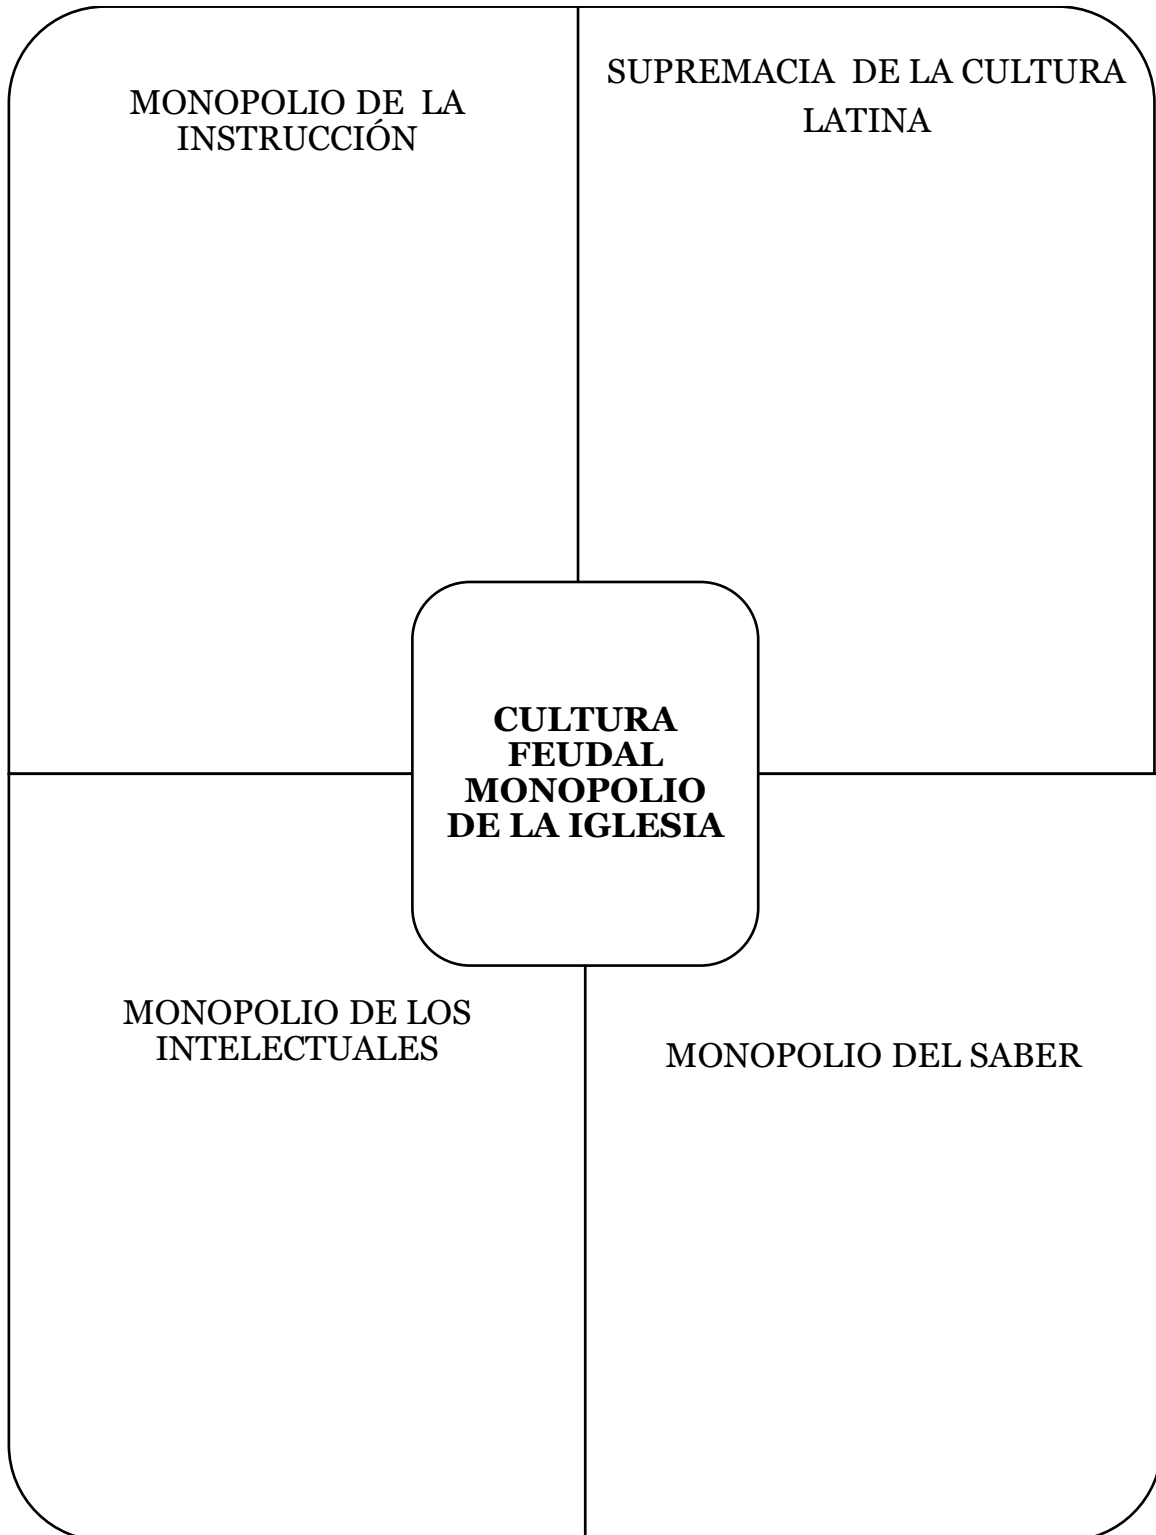 MONOPOLIO DE LA
INSTRUCCIÓN
SUPREMACIA DE LA CULTURA
LATINA
CULTURA
FEUDAL
MONOPOLIO
DE LA IGLESIA
MONOPOLIO DE LOS
INTELECTUALES
MONOPOLIO DEL SABER